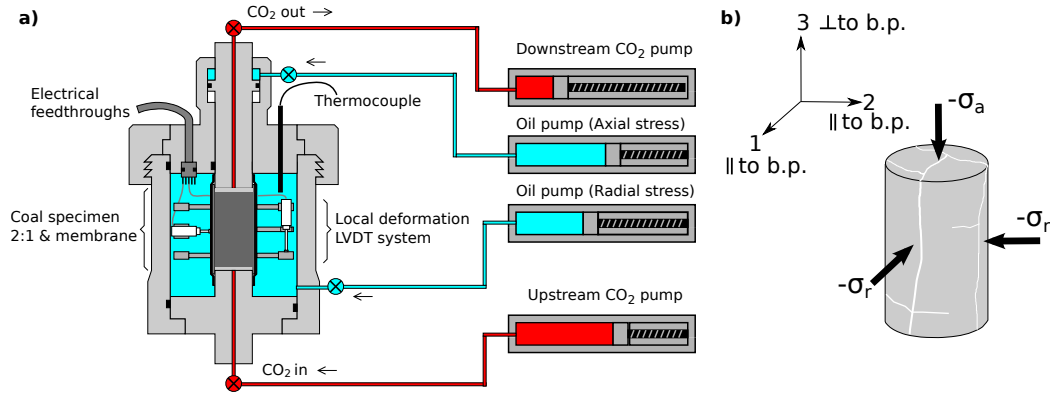 a)
CO₂ out →
Downstream CO₂ pump
←
Electrical
feedthroughs
Thermocouple
Oil pump (Axial stress)
Oil pump (Radial stress)
Coal specimen
2:1 & membrane
Local deformation
LVDT system
←
Upstream CO₂ pump
CO₂ in ←
b)
3 ⊥to b.p.
2
∥to b.p.
1
∥to b.p.
-σₐ
-σᵣ
-σᵣ